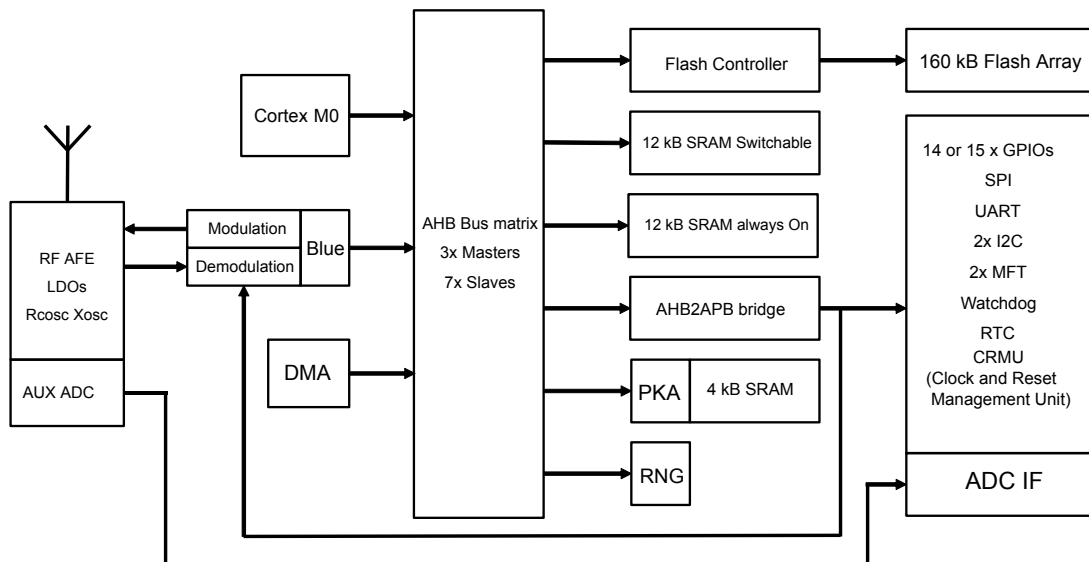 Flash Controller
160 kB Flash Array
Cortex M0
12 kB SRAM Switchable
14 or 15 x GPIOs
SPI
UART
2x I2C
2x MFT
Watchdog
RTC
CRMU
(Clock and Reset
Management Unit)
AHB Bus matrix
3x Masters
7x Slaves
12 kB SRAM always On
Modulation
Demodulation
Blue
RF AFE
LDOs
Rcosc Xosc
AHB2APB bridge
DMA
AUX ADC
PKA
4 kB SRAM
RNG
ADC IF